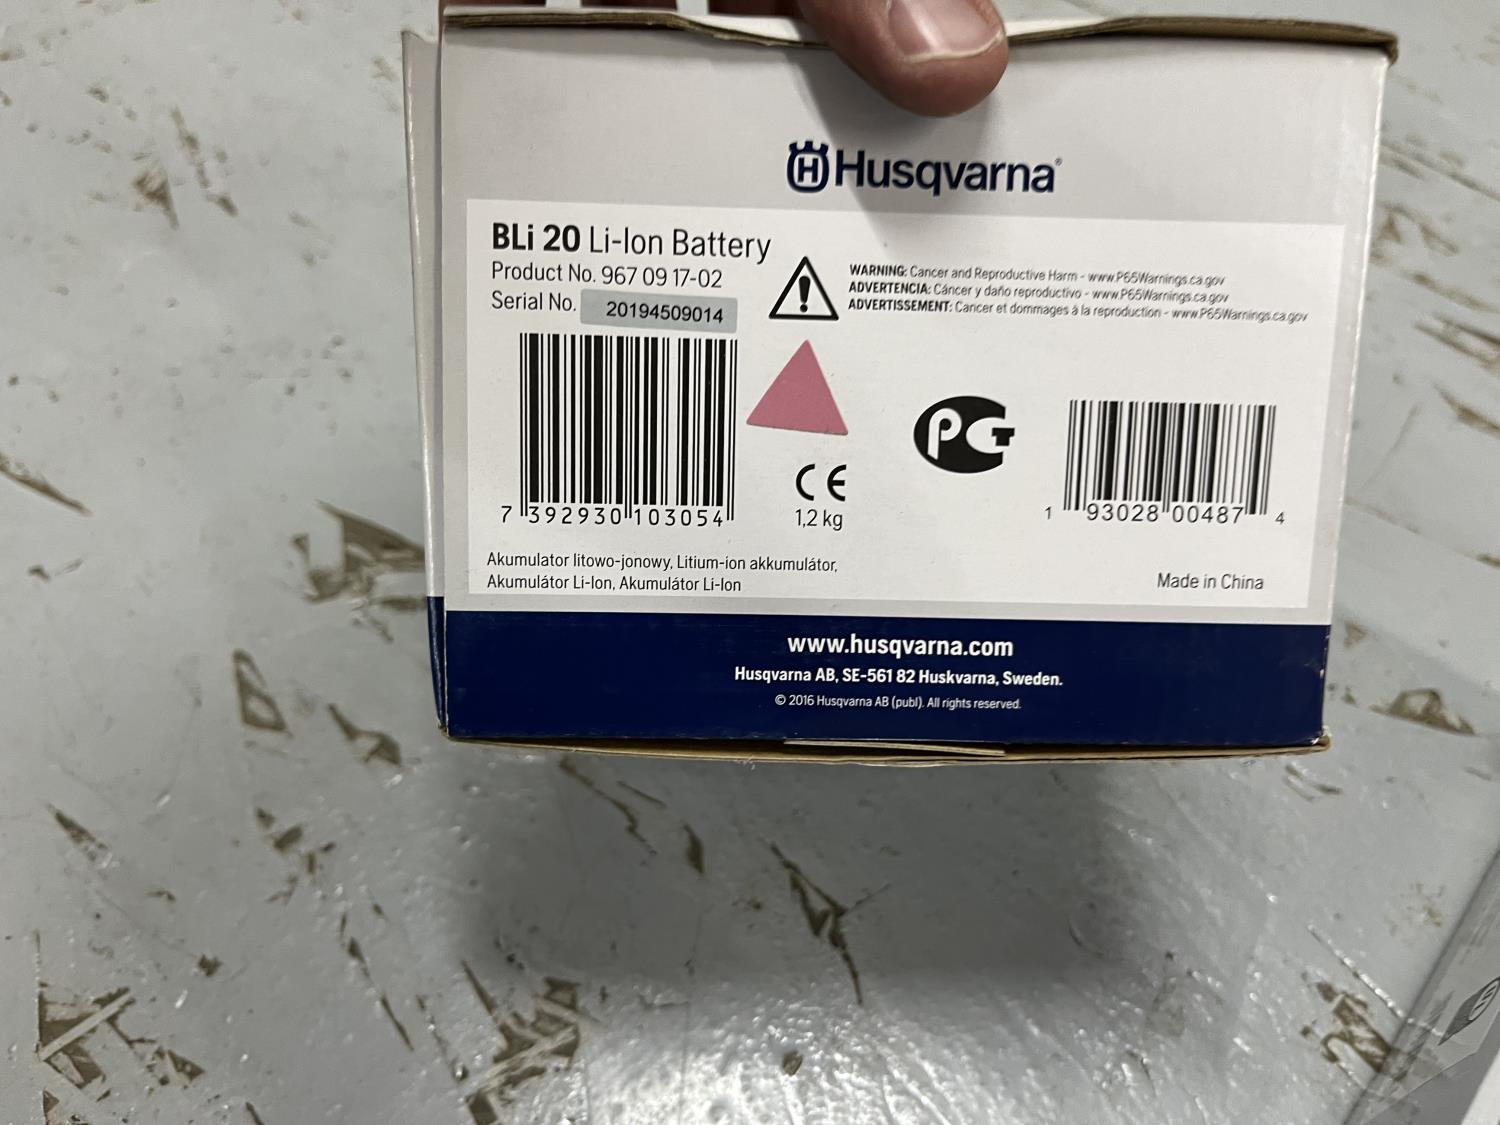 Husqvarna®
BLi 20 Li-Ion Battery
Product No. 967 09 17-02
Serial No. 20194509014
WARNING: Cancer and Reproductive Harm - www.P65Warnings.ca.gov
ADVERTENCIA: Cáncer y daño reproductivo - www.P65Warnings.ca.gov
ADVERTISSEMENT: Cancer et dommages à la reproduction - www.P65Warnings.ca.gov
PCT
CE
1,2 kg
7 392930 103054
1 93028 00487 4
Akumulator litowo-jonowy, Litium-ion akkumulátor,
Akumulátor Li-Ion, Akumulátor Li-Ion
Made in China
www.husqvarna.com
Husqvarna AB, SE-561 82 Huskvarna, Sweden.
© 2016 Husqvarna AB (publ). All rights reserved.